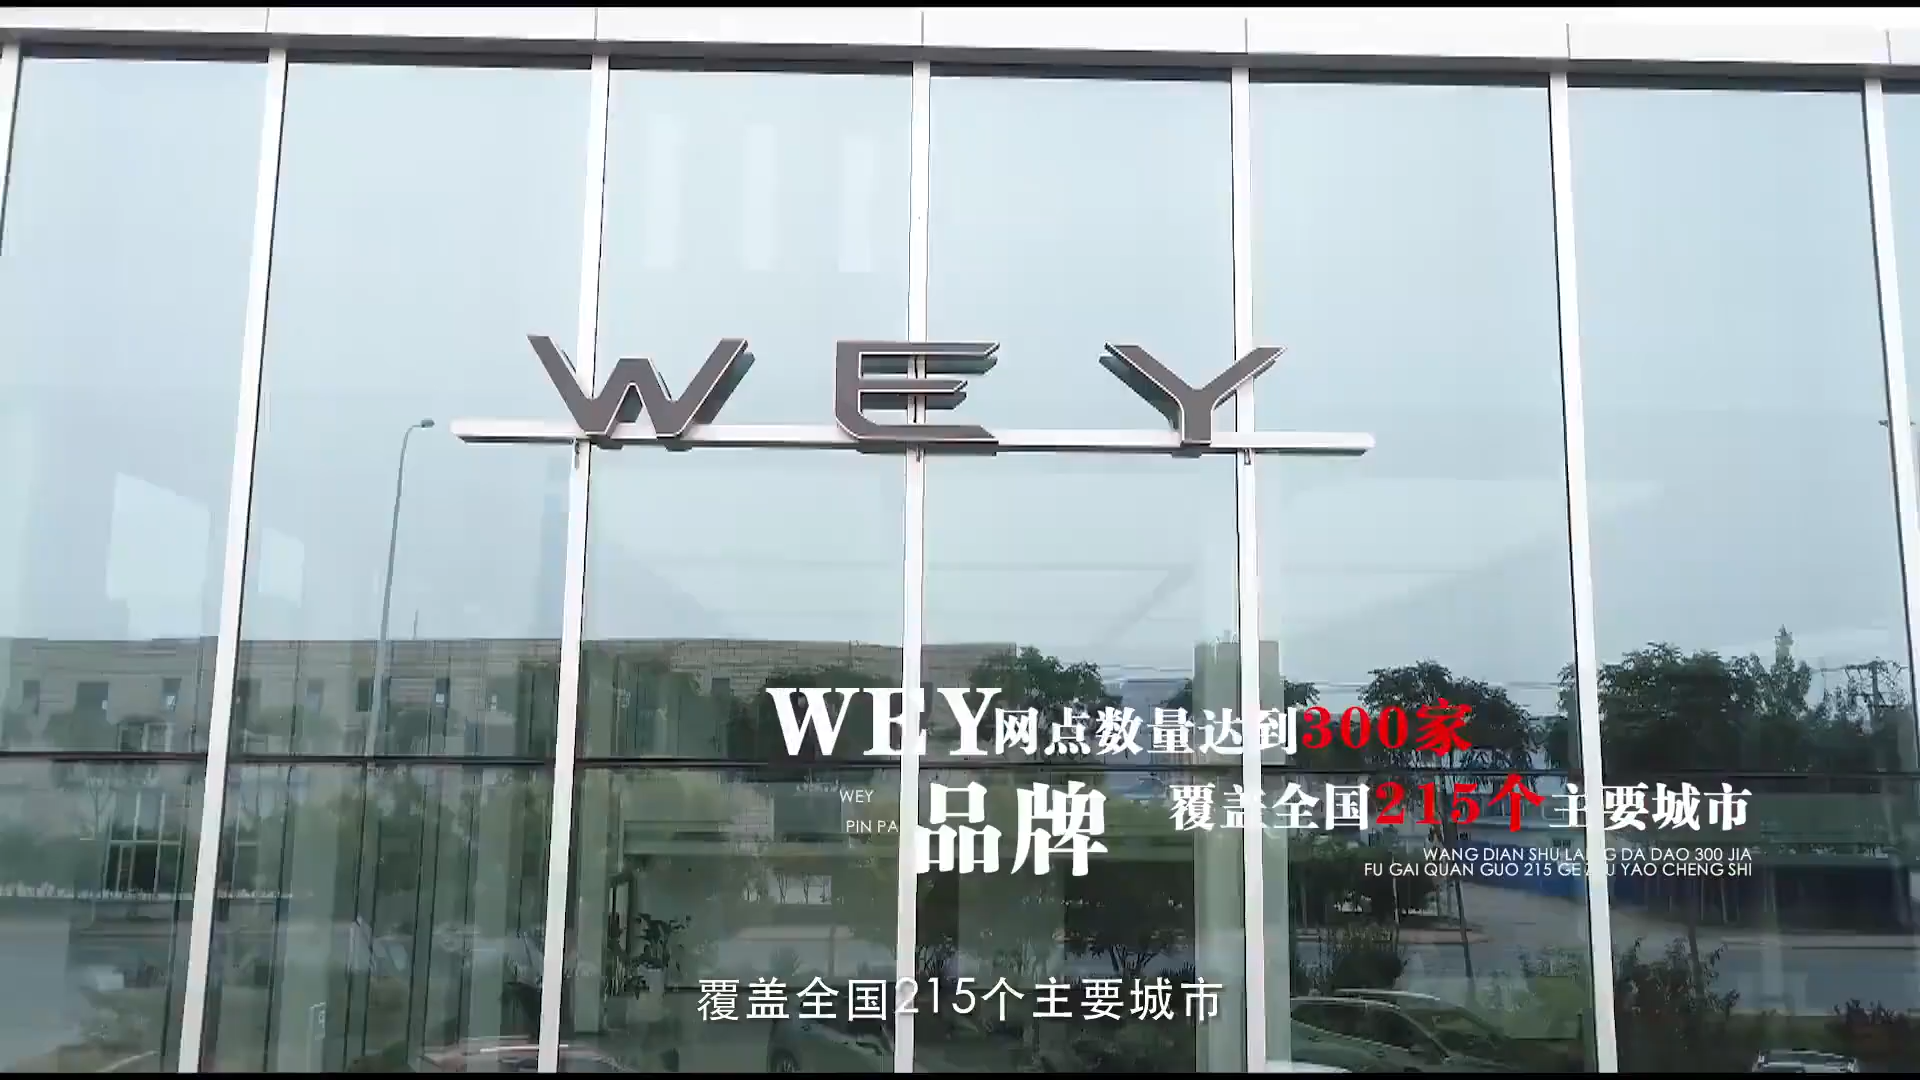 WEY
WEY网点数量达到300家
品牌
覆盖全国215个主要城市
WEY
PIN PA
WANG DIAN SHU LIANG DA DAO 300 JIA
FU GAI QUAN GUO 215 GE ZHU YAO CHENG SHI
覆盖全国215个主要城市